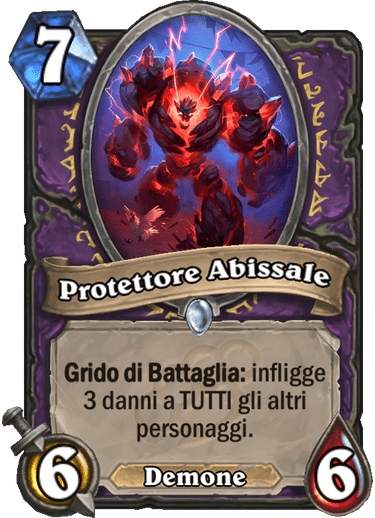 7
Protettore Abissale
Grido di Battaglia: infligge
3 danni a TUTTI gli altri
personaggi.
6
Demone
6